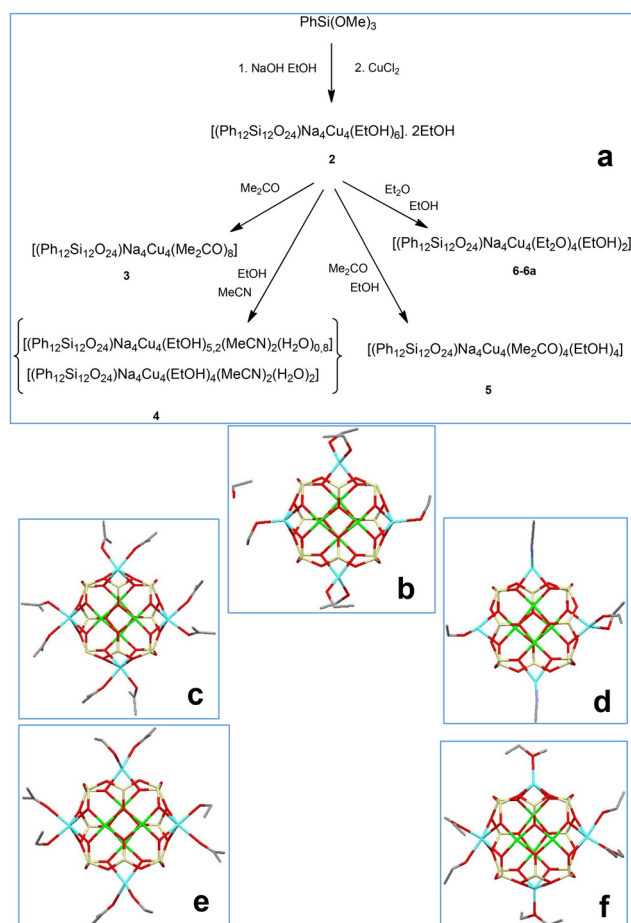 PhSi(OMe)₃
1. NaOH EtOH 2. CuCl₂
[(Ph₁₂Si₁₂O₂₄)Na₄Cu₄(EtOH)₆]. 2EtOH
a
2
Me₂CO
Et₂O
EtOH
[(Ph₁₂Si₁₂O₂₄)Na₄Cu₄(Me₂CO)₈]
3
[(Ph₁₂Si₁₂O₂₄)Na₄Cu₄(Et₂O)₄(EtOH)₂]
6-6a
EtOH
MeCN
Me₂CO
EtOH
[(Ph₁₂Si₁₂O₂₄)Na₄Cu₄(EtOH)₅,₂(MeCN)₂(H₂O)₀,₈]
[(Ph₁₂Si₁₂O₂₄)Na₄Cu₄(EtOH)₄(MeCN)₂(H₂O)₂]
4
[(Ph₁₂Si₁₂O₂₄)Na₄Cu₄(Me₂CO)₄(EtOH)₄]
5
b
c
d
e
f